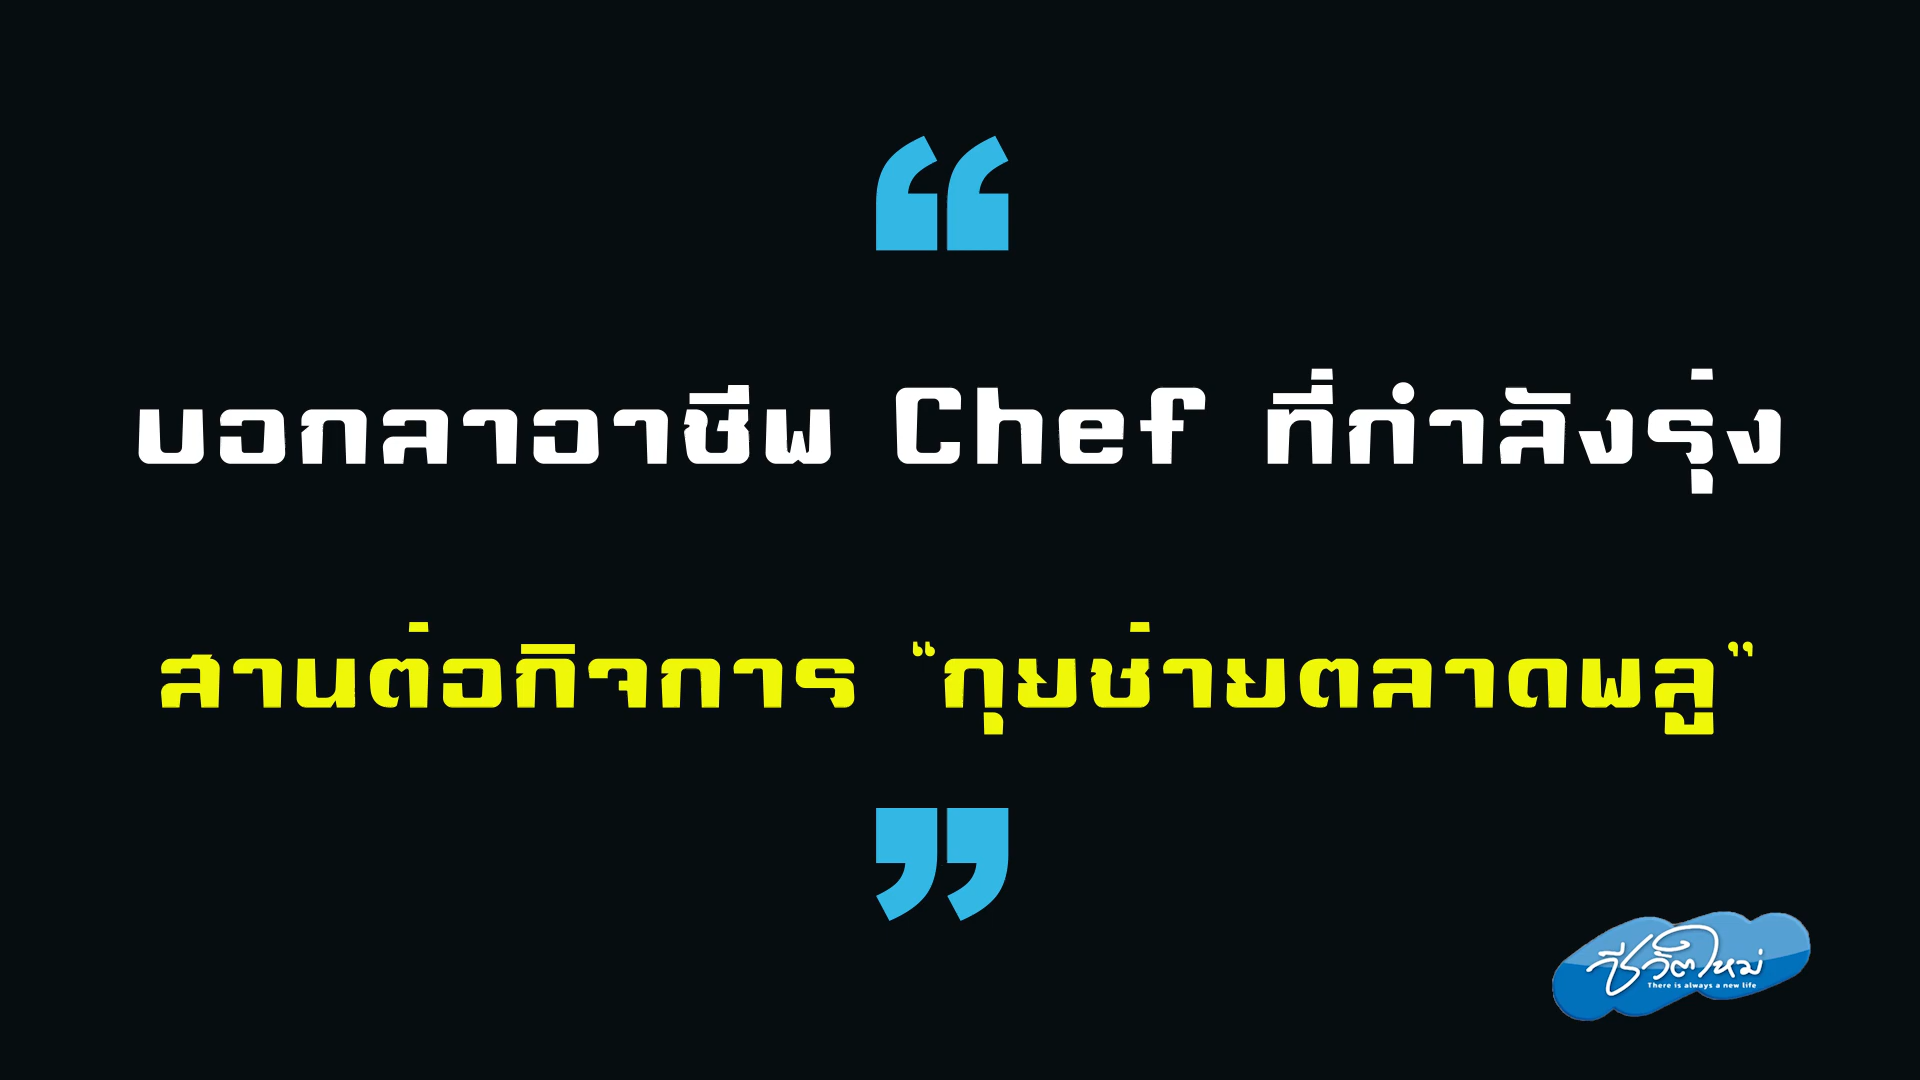 “
บอกลาอาชีพ Chef ที่กำลังรุ่ง
สานต่อกิจการ “กุยช่ายตลาดพลู”
”
ชีวิตใหม่
There is always a new life